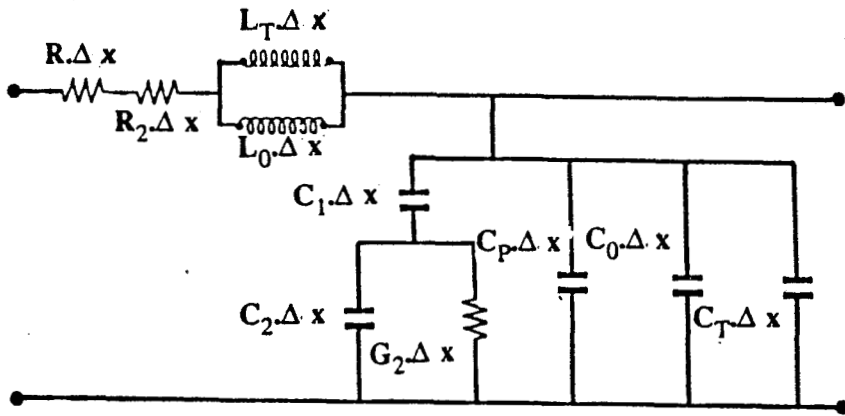 L_T.Δ x
R.Δ x
R_2.Δ x
L_0.Δ x
C_1.Δ x
C_P.Δ x
C_0.Δ x
C_2.Δ x
G_2.Δ x
C_T.Δ x